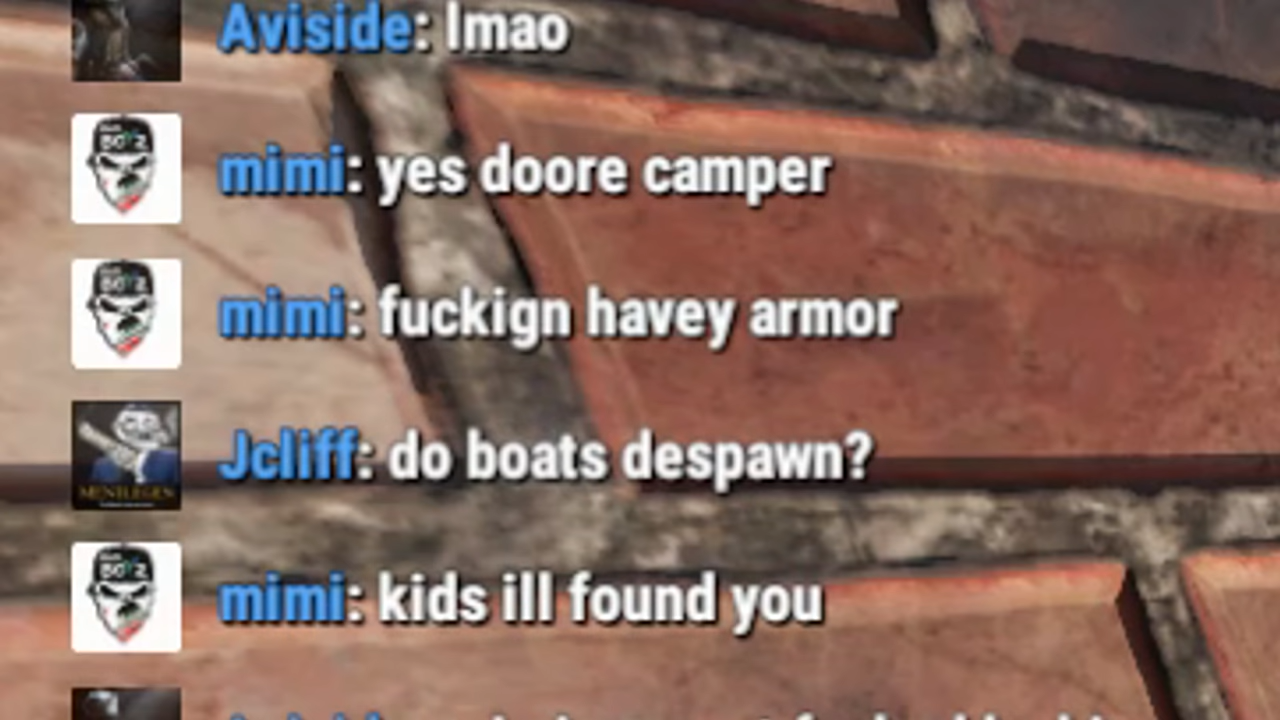 Aviside: lmao
mimi: yes doore camper
mimi: fuckign havey armor
Jcliff: do boats despawn?
mimi: kids ill found you